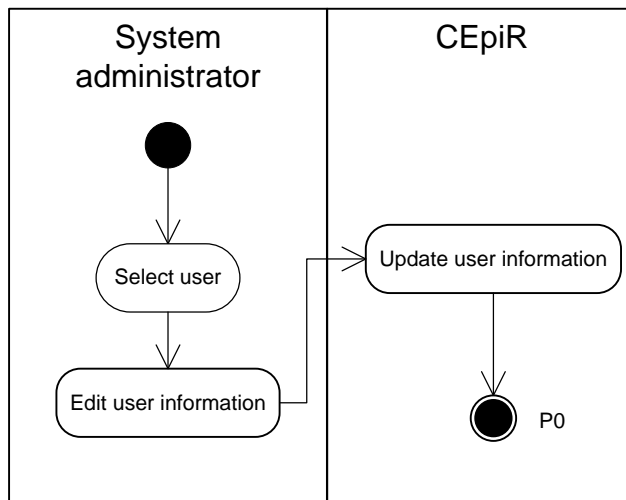 System
administrator
CEpiR
Select user
Update user information
Edit user information
P0